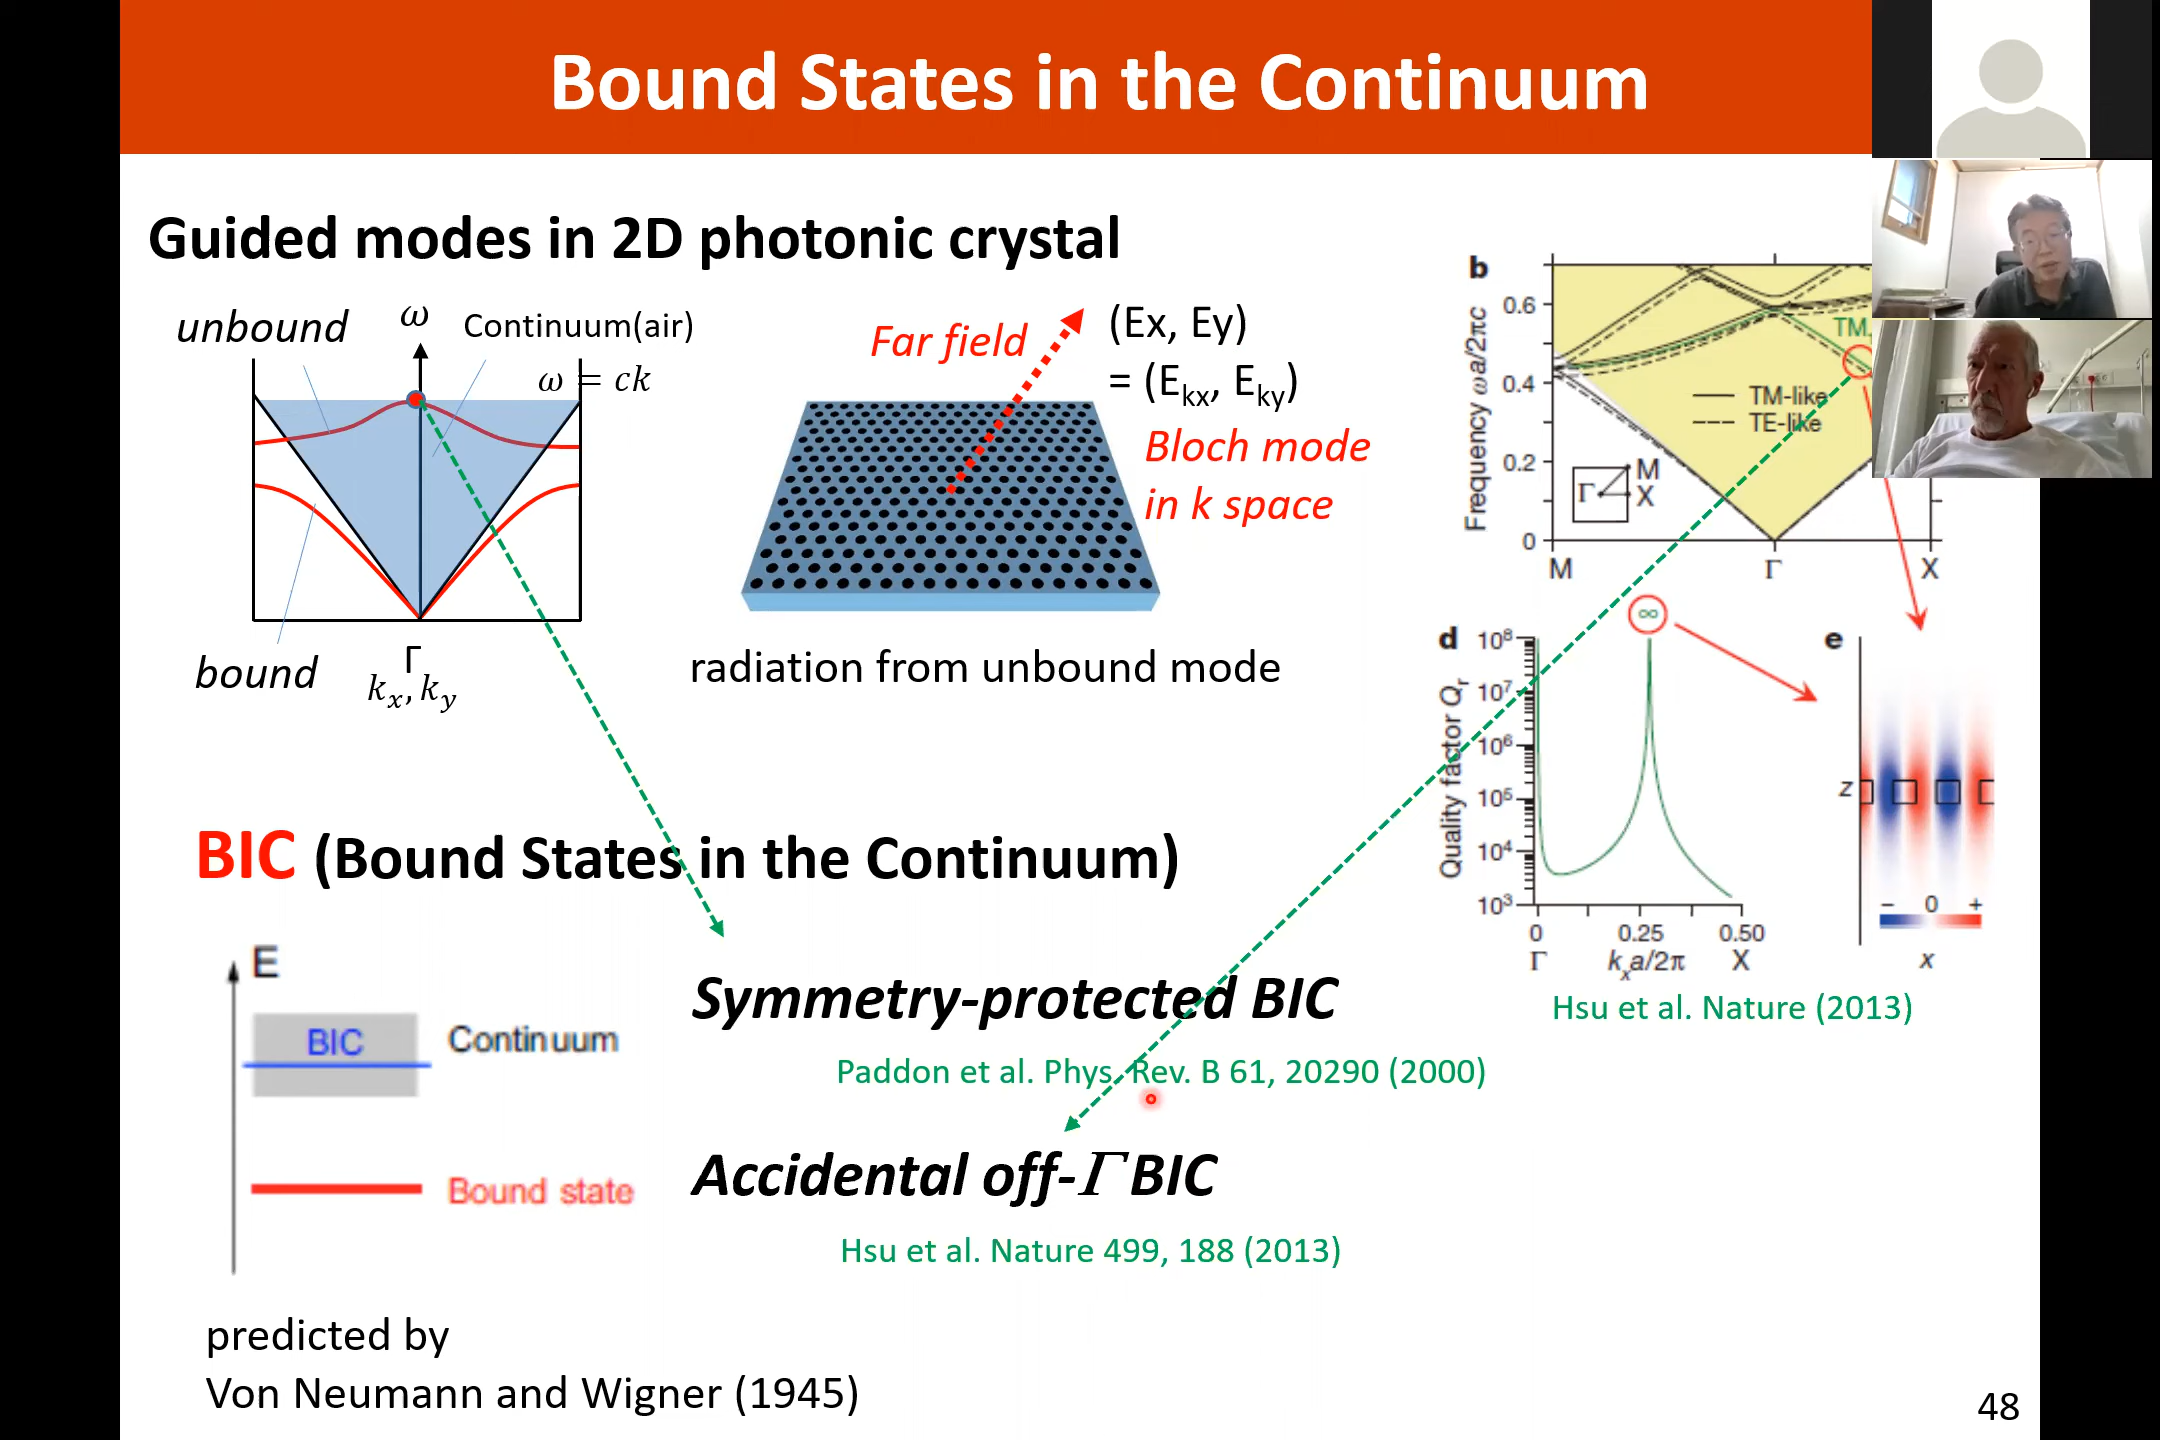 Bound States in the Continuum
Guided modes in 2D photonic crystal
unbound
ω
Continuum(air)
ω = ck
bound
Γ
kx, ky
Far field
(Ex, Ey)
= (Ekx, Eky)
Bloch mode
in k space
radiation from unbound mode
b
Frequency ωa/2πc
0.6
0.4
0.2
0
TM
TM-like
TE-like
M
Γ
X
M
Γ
X
d
Quality factor Qr
10⁸
10⁷
10⁶
10⁵
10⁴
10³
∞
0
0.25
0.50
Γ
kxa/2π
X
e
z
− 0 +
x
Hsu et al. Nature (2013)
BIC (Bound States in the Continuum)
E
BIC
Continuum
Bound state
Symmetry-protected BIC
Paddon et al. Phys. Rev. B 61, 20290 (2000)
Accidental off-Γ BIC
Hsu et al. Nature 499, 188 (2013)
predicted by
Von Neumann and Wigner (1945)
48